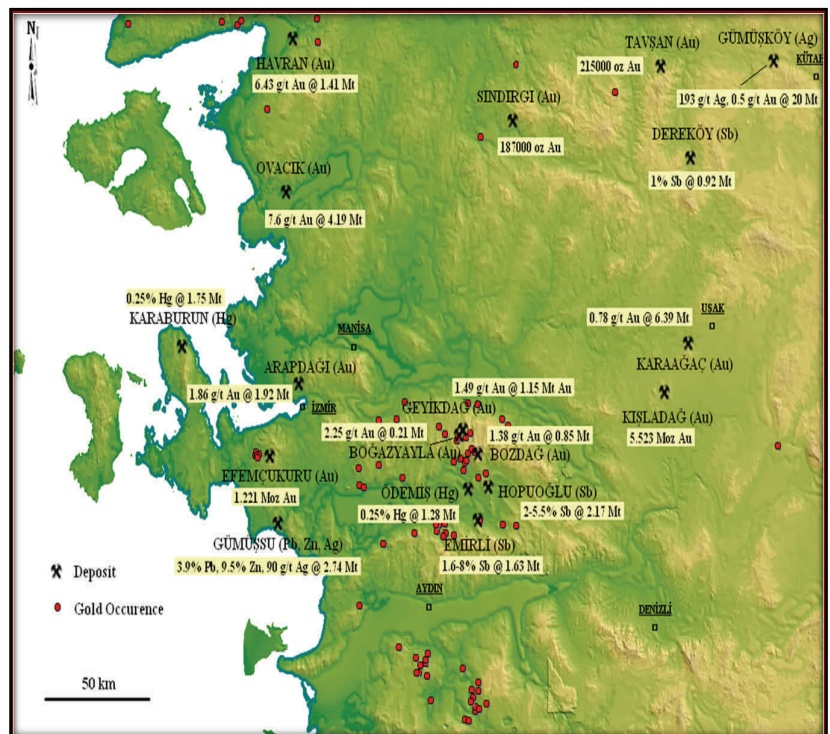 N
HAVRAN (Au)
6.43 g/t Au @ 1.41 Mt
TAVŞAN (Au)
215000 oz Au
GÜMÜŞKÖY (Ag)
KÜTAH
193 g/t Ag, 0.5 g/t Au @ 20 Mt
SINDIRGI (Au)
187000 oz Au
DEREKÖY (Sb)
1% Sb @ 0.92 Mt
OVACIK (Au)
7.6 g/t Au @ 4.19 Mt
0.25% Hg @ 1.75 Mt
KARABURUN (Hg)
MANİSA
0.78 g/t Au @ 6.39 Mt
USAK
KARAAĞAÇ (Au)
ARAPDAĞI (Au)
1.86 g/t Au @ 1.92 Mt
İZMİR
1.49 g/t Au @ 1.15 Mt Au
GEYİKDAG (Au)
KIŞLADAĞ (Au)
5.523 Moz Au
2.25 g/t Au @ 0.21 Mt
1.38 g/t Au @ 0.85 Mt
BOĞAZYAYLA (Au)
BOZDAĞ (Au)
EFEMÇUKURU (Au)
1.221 Moz Au
ÖDEMİŞ (Hg)
HOPUOĞLU (Sb)
0.25% Hg @ 1.28 Mt
2-5.5% Sb @ 2.17 Mt
GÜMÜŞSU (Pb, Zn, Ag)
3.9% Pb, 9.5% Zn, 90 g/t Ag @ 2.74 Mt
EMİRLİ (Sb)
1.6-8% Sb @ 1.63 Mt
AYDIN
DENİZLİ
Deposit
Gold Occurence
50 km